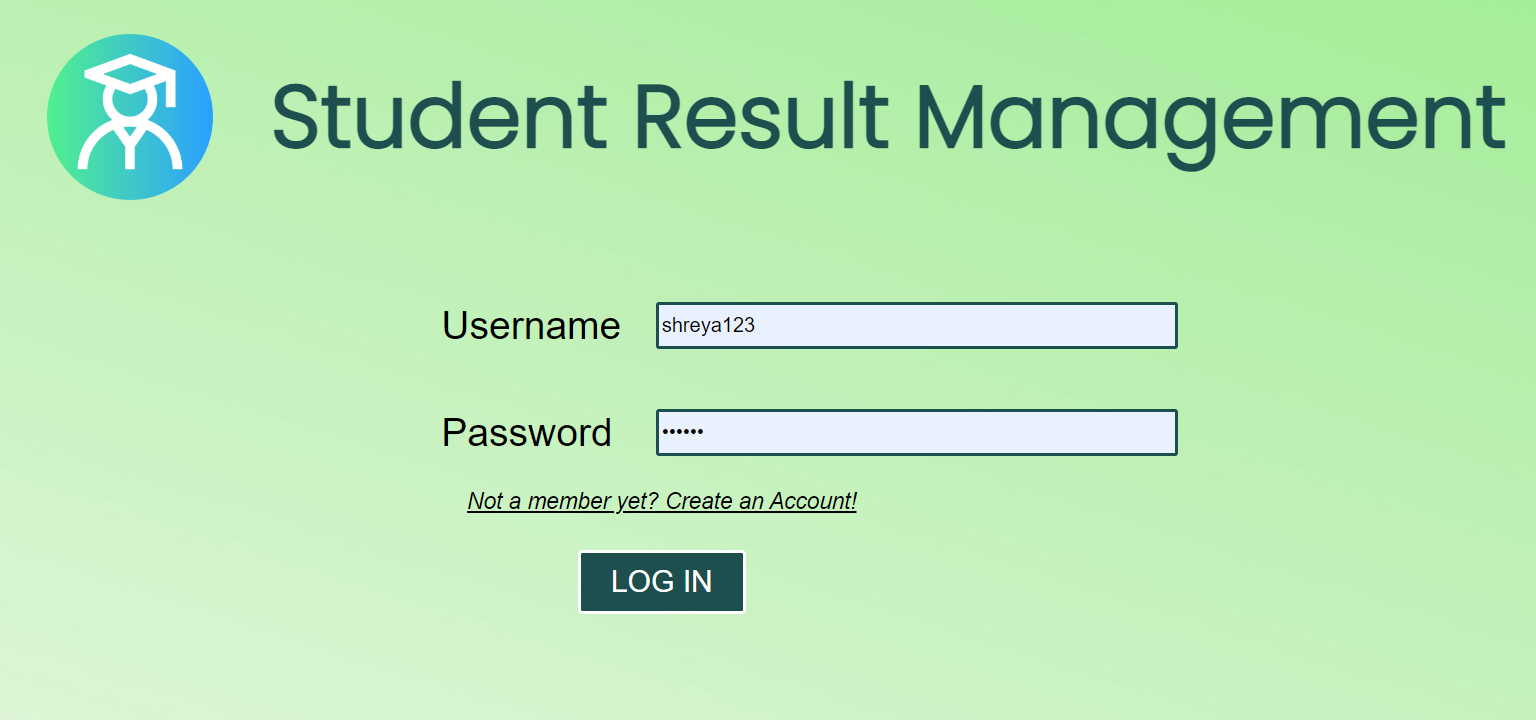 Student Result Management
Username shreya123
Password ••••••
Not a member yet? Create an Account!
LOG IN